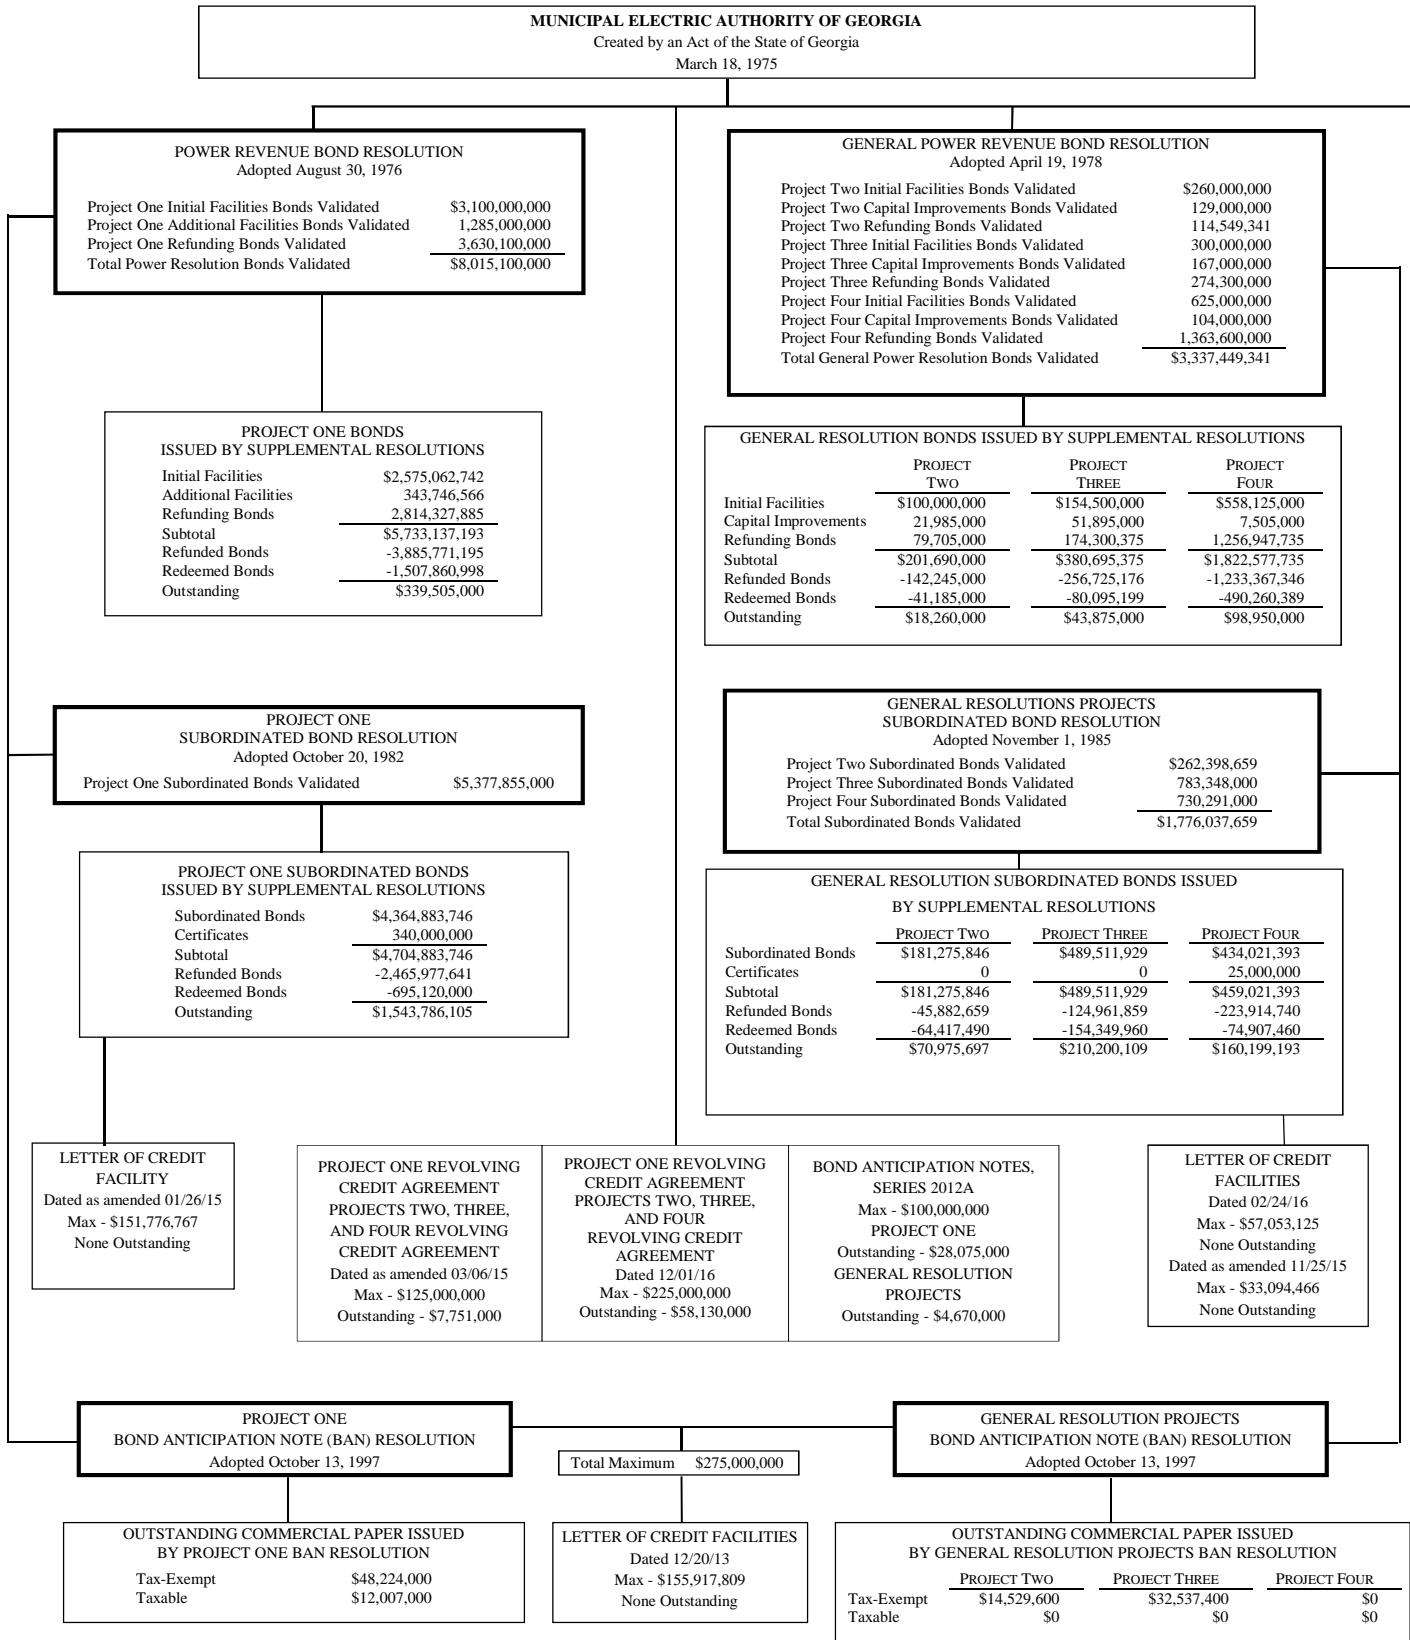 MUNICIPAL ELECTRIC AUTHORITY OF GEORGIA
Created by an Act of the State of Georgia
March 18, 1975
POWER REVENUE BOND RESOLUTION
Adopted August 30, 1976
Project One Initial Facilities Bonds Validated $3,100,000,000
Project One Additional Facilities Bonds Validated 1,285,000,000
Project One Refunding Bonds Validated 3,630,100,000
Total Power Resolution Bonds Validated $8,015,100,000
GENERAL POWER REVENUE BOND RESOLUTION
Adopted April 19, 1978
Project Two Initial Facilities Bonds Validated $260,000,000
Project Two Capital Improvements Bonds Validated 129,000,000
Project Two Refunding Bonds Validated 114,549,341
Project Three Initial Facilities Bonds Validated 300,000,000
Project Three Capital Improvements Bonds Validated 167,000,000
Project Three Refunding Bonds Validated 274,300,000
Project Four Initial Facilities Bonds Validated 625,000,000
Project Four Capital Improvements Bonds Validated 104,000,000
Project Four Refunding Bonds Validated 1,363,600,000
Total General Power Resolution Bonds Validated $3,337,449,341
PROJECT ONE BONDS
ISSUED BY SUPPLEMENTAL RESOLUTIONS
Initial Facilities $2,575,062,742
Additional Facilities 343,746,566
Refunding Bonds 2,814,327,885
Subtotal $5,733,137,193
Refunded Bonds -3,885,771,195
Redeemed Bonds -1,507,860,998
Outstanding $339,505,000
GENERAL RESOLUTION BONDS ISSUED BY SUPPLEMENTAL RESOLUTIONS
PROJECT PROJECT PROJECT
TWO THREE FOUR
Initial Facilities $100,000,000 $154,500,000 $558,125,000
Capital Improvements 21,985,000 51,895,000 7,505,000
Refunding Bonds 79,705,000 174,300,375 1,256,947,735
Subtotal $201,690,000 $380,695,375 $1,822,577,735
Refunded Bonds -142,245,000 -256,725,176 -1,233,367,346
Redeemed Bonds -41,185,000 -80,095,199 -490,260,389
Outstanding $18,260,000 $43,875,000 $98,950,000
PROJECT ONE
SUBORDINATED BOND RESOLUTION
Adopted October 20, 1982
Project One Subordinated Bonds Validated $5,377,855,000
GENERAL RESOLUTIONS PROJECTS
SUBORDINATED BOND RESOLUTION
Adopted November 1, 1985
Project Two Subordinated Bonds Validated $262,398,659
Project Three Subordinated Bonds Validated 783,348,000
Project Four Subordinated Bonds Validated 730,291,000
Total Subordinated Bonds Validated $1,776,037,659
PROJECT ONE SUBORDINATED BONDS
ISSUED BY SUPPLEMENTAL RESOLUTIONS
Subordinated Bonds $4,364,883,746
Certificates 340,000,000
Subtotal $4,704,883,746
Refunded Bonds -2,465,977,641
Redeemed Bonds -695,120,000
Outstanding $1,543,786,105
GENERAL RESOLUTION SUBORDINATED BONDS ISSUED
BY SUPPLEMENTAL RESOLUTIONS
PROJECT TWO PROJECT THREE PROJECT FOUR
Subordinated Bonds $181,275,846 $489,511,929 $434,021,393
Certificates 0 0 25,000,000
Subtotal $181,275,846 $489,511,929 $459,021,393
Refunded Bonds -45,882,659 -124,961,859 -223,914,740
Redeemed Bonds -64,417,490 -154,349,960 -74,907,460
Outstanding $70,975,697 $210,200,109 $160,199,193
LETTER OF CREDIT
FACILITY
Dated as amended 01/26/15
Max - $151,776,767
None Outstanding
PROJECT ONE REVOLVING
CREDIT AGREEMENT
PROJECTS TWO, THREE,
AND FOUR REVOLVING
CREDIT AGREEMENT
Dated as amended 03/06/15
Max - $125,000,000
Outstanding - $7,751,000
PROJECT ONE REVOLVING
CREDIT AGREEMENT
PROJECTS TWO, THREE,
AND FOUR
REVOLVING CREDIT
AGREEMENT
Dated 12/01/16
Max - $225,000,000
Outstanding - $58,130,000
BOND ANTICIPATION NOTES,
SERIES 2012A
Max - $100,000,000
PROJECT ONE
Outstanding - $28,075,000
GENERAL RESOLUTION
PROJECTS
Outstanding - $4,670,000
LETTER OF CREDIT
FACILITIES
Dated 02/24/16
Max - $57,053,125
None Outstanding
Dated as amended 11/25/15
Max - $33,094,466
None Outstanding
PROJECT ONE
BOND ANTICIPATION NOTE (BAN) RESOLUTION
Adopted October 13, 1997
Total Maximum $275,000,000
GENERAL RESOLUTION PROJECTS
BOND ANTICIPATION NOTE (BAN) RESOLUTION
Adopted October 13, 1997
OUTSTANDING COMMERCIAL PAPER ISSUED
BY PROJECT ONE BAN RESOLUTION
Tax-Exempt $48,224,000
Taxable $12,007,000
LETTER OF CREDIT FACILITIES
Dated 12/20/13
Max - $155,917,809
None Outstanding
OUTSTANDING COMMERCIAL PAPER ISSUED
BY GENERAL RESOLUTION PROJECTS BAN RESOLUTION
PROJECT TWO PROJECT THREE PROJECT FOUR
Tax-Exempt $14,529,600 $32,537,400 $0
Taxable $0 $0 $0